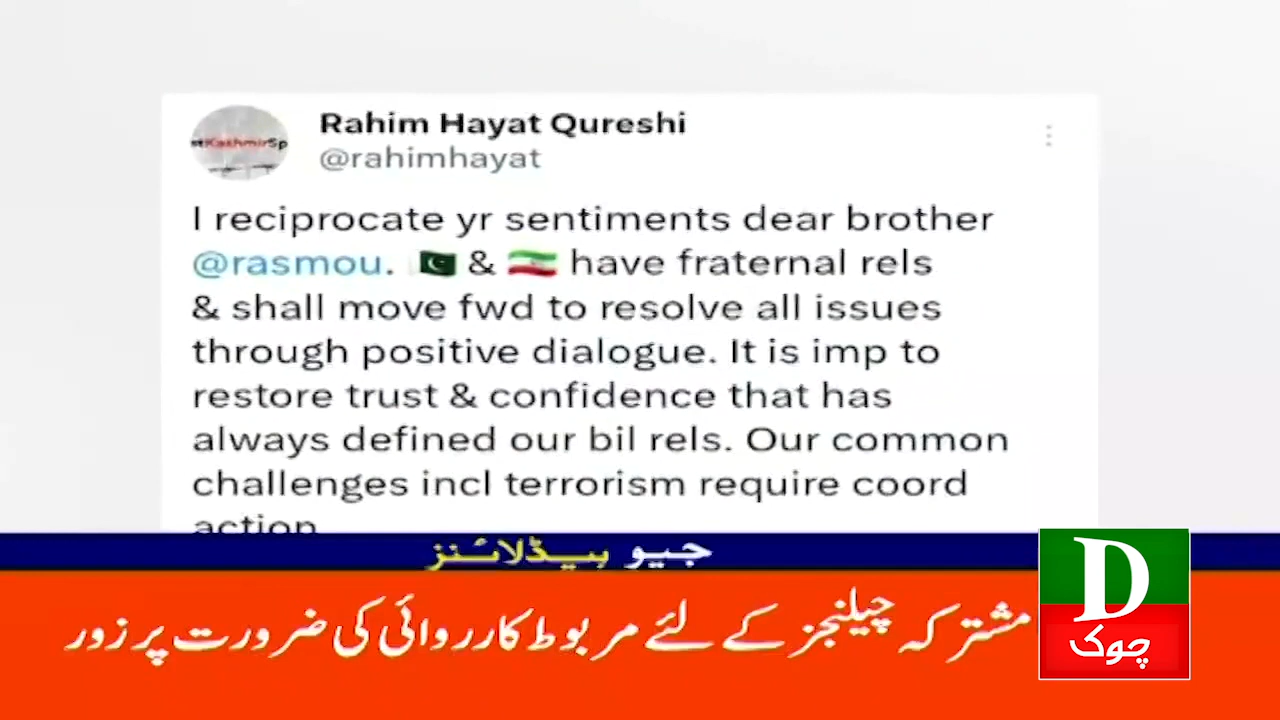 Rahim Hayat Qureshi
@rahimhayat
I reciprocate yr sentiments dear brother
@rasmou. 🇵🇰 & 🇮🇷 have fraternal rels
& shall move fwd to resolve all issues
through positive dialogue. It is imp to
restore trust & confidence that has
always defined our bil rels. Our common
challenges incl terrorism require coord
action
جیو ہیڈلائنز
مشترکہ چیلنجز کے لئے مربوط کارروائی کی ضرورت پر زور
D
چوک